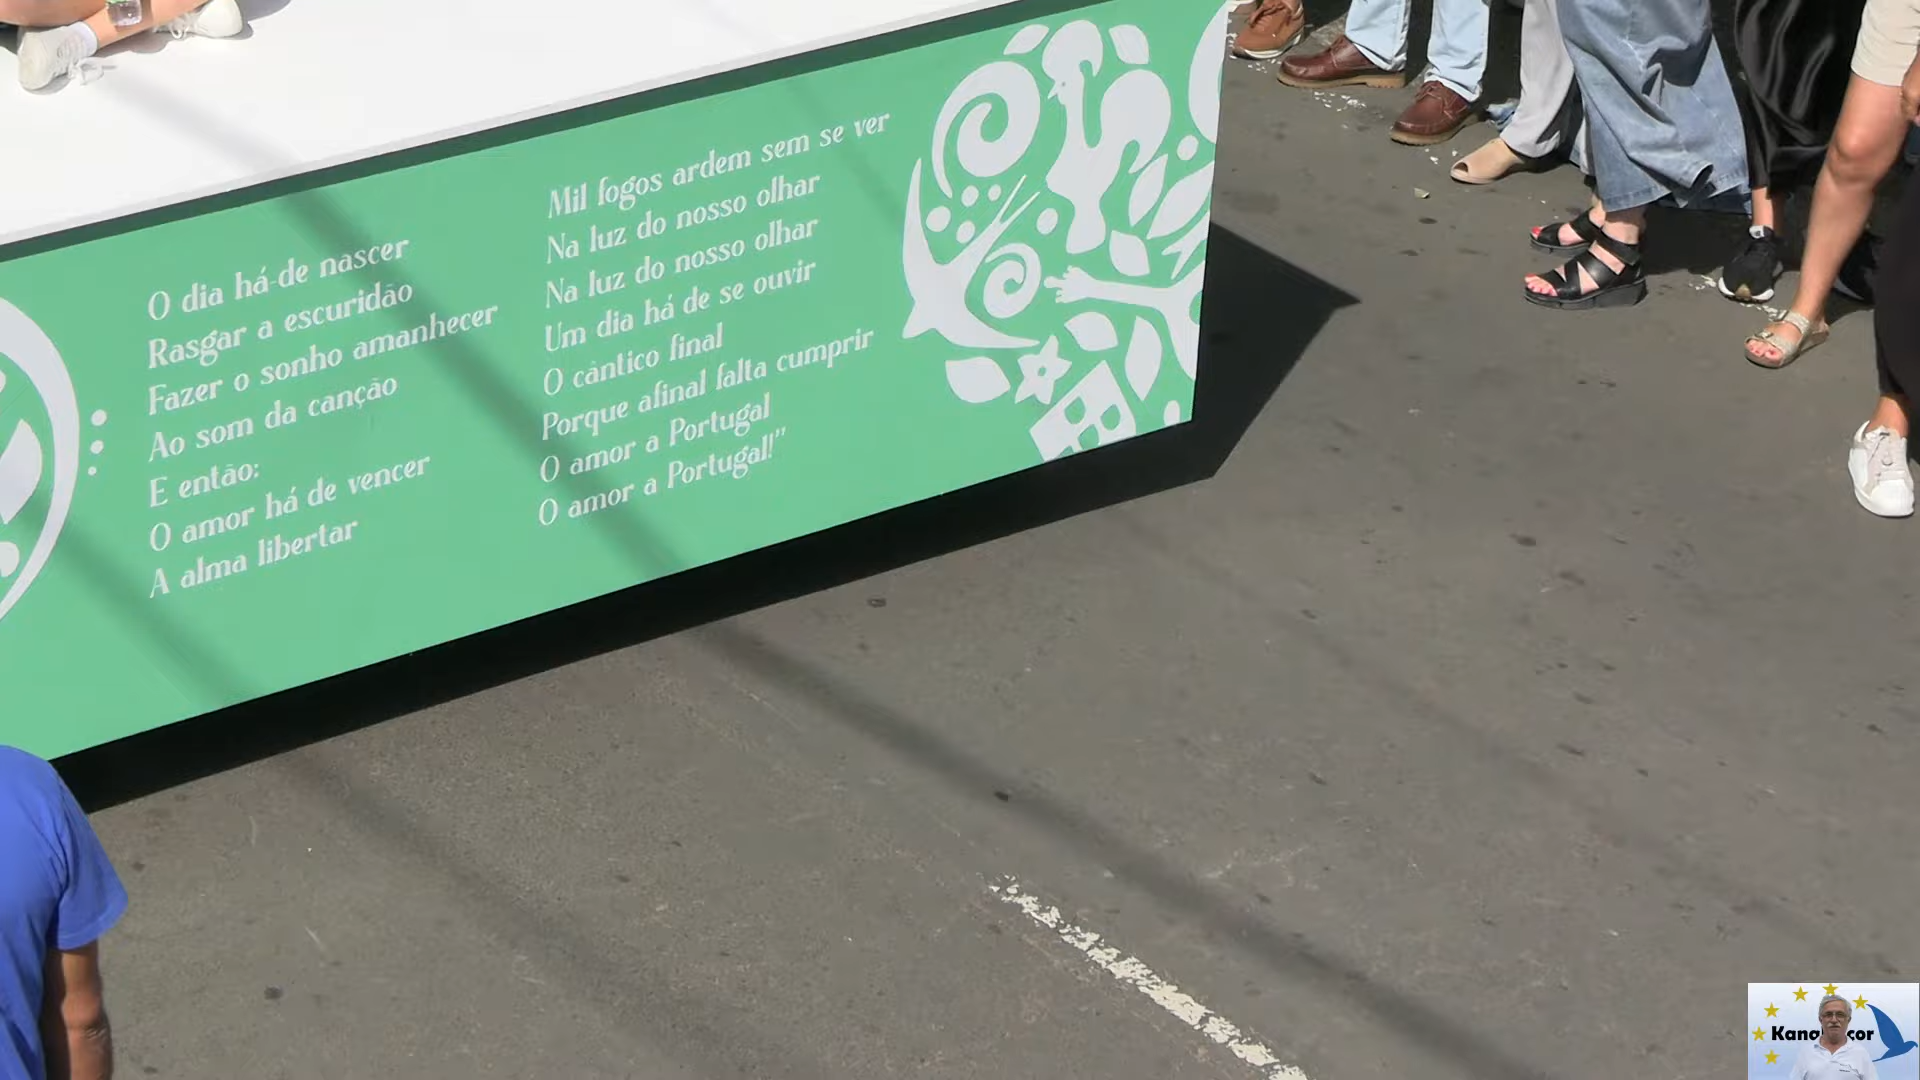 O dia há-de nascer
Rasgar a escuridão
Fazer o sonho amanhecer
Ao som da canção
E então:
O amor há de vencer
A alma libertar
Mil fogos ardem sem se ver
Na luz do nosso olhar
Na luz do nosso olhar
Um dia há de se ouvir
O cântico final
Porque afinal falta cumprir
O amor a Portugal
O amor a Portugal!”